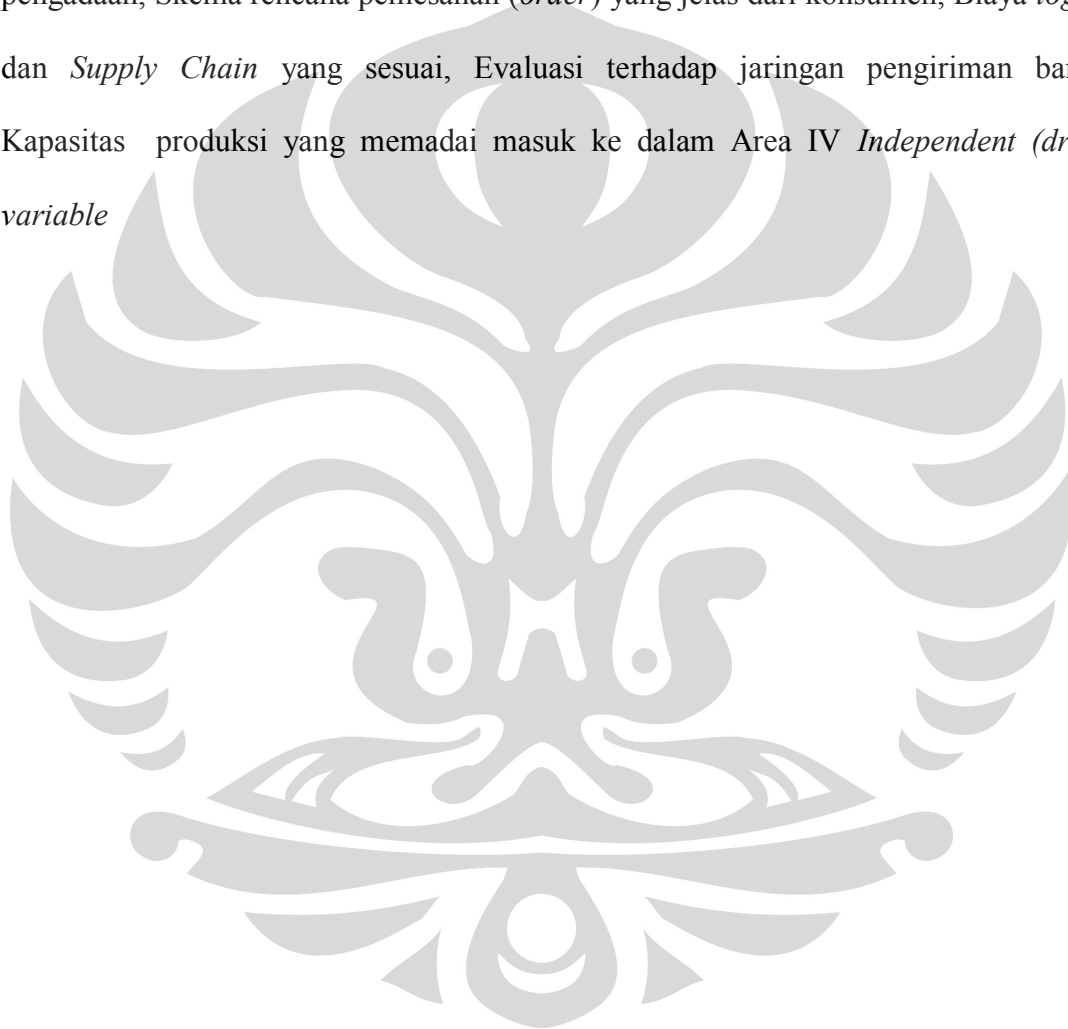 pengadaan, Skema rencana pemesanan (order) yang jelas dari konsumen, Biaya
dan Supply Chain yang sesuai, Evaluasi terhadap jaringan pengiriman
Kapasitas produksi yang memadai masuk ke dalam Area IV Independent
variable